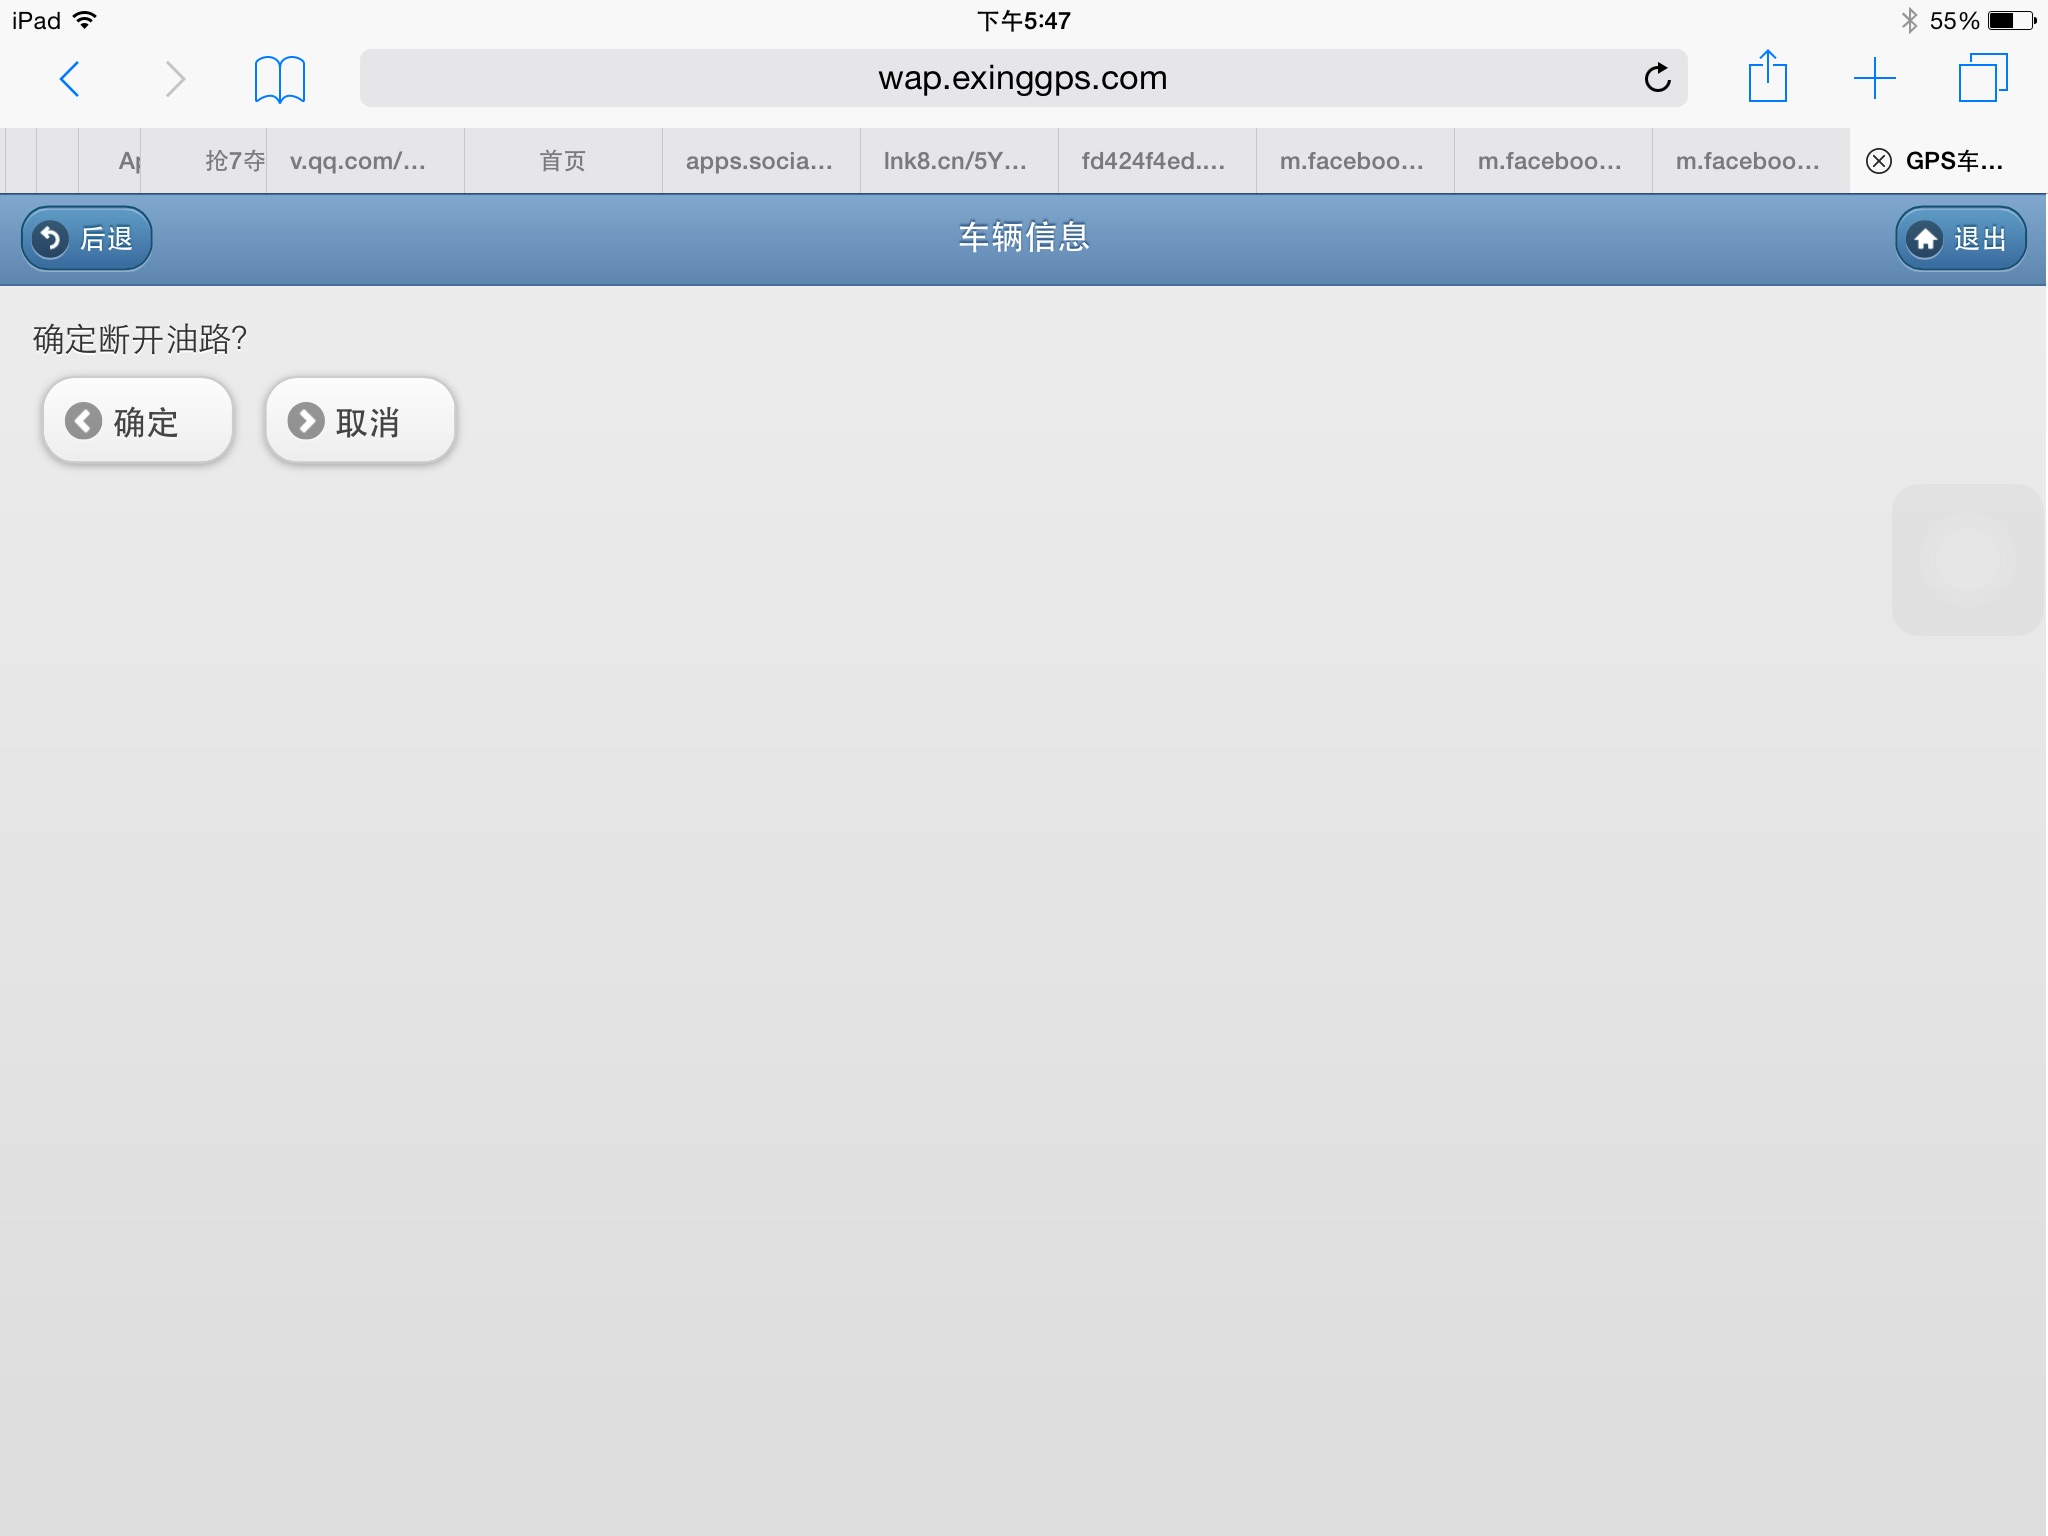 iPad 下午5:47 55%
wap.exinggps.com
抢7夺 v.qq.com/... 首页 apps.socia... lnk8.cn/5Y... fd424f4ed.... m.faceboo... m.faceboo... m.faceboo... GPS车...
后退 车辆信息 退出
确定断开油路？
确定 取消